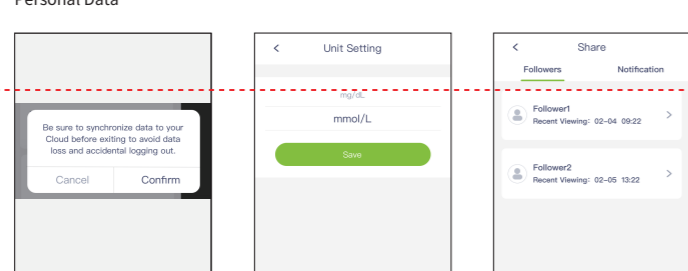 Personal Data
Be sure to synchronize data to your
Cloud before exiting to avoid data
loss and accidental logging out.
Cancel Confirm
< Unit Setting
mg/dL
mmol/L
Save
< Share
Followers Notification
Follower1
Recent Viewing: 02-04 09:22 >
Follower2
Recent Viewing: 02-05 13:22 >